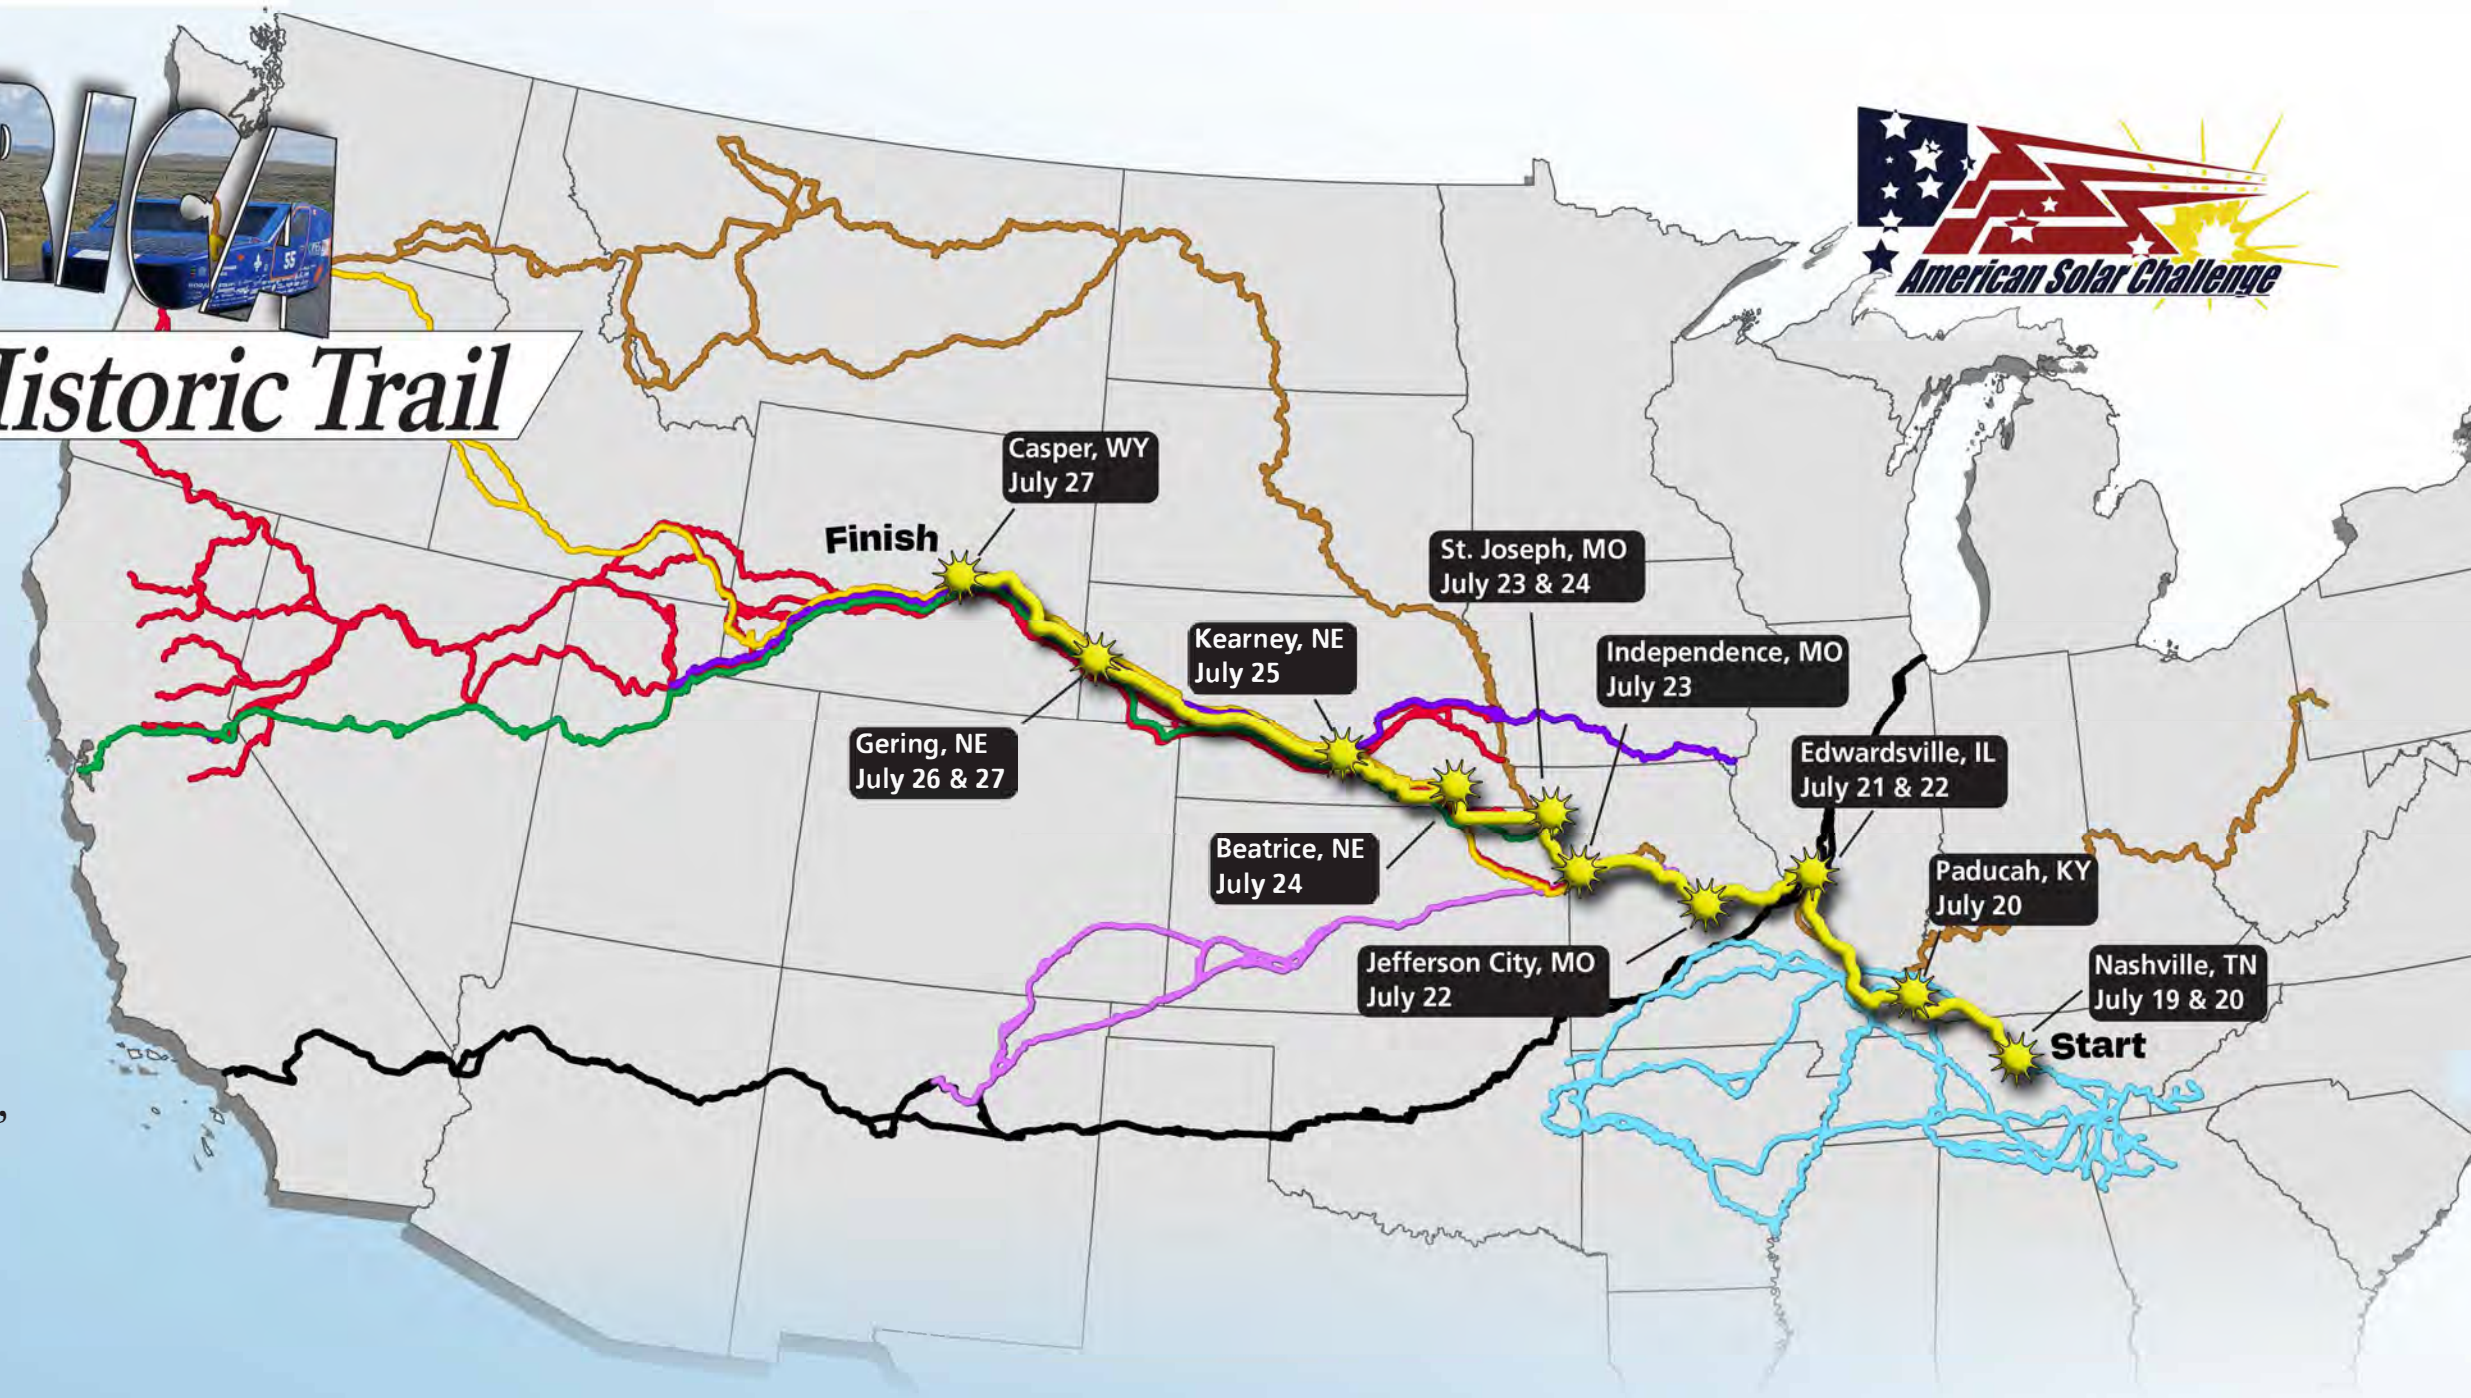 RICA
Historic Trail
55
American Solar Challenge
Casper, WY
July 27
Finish
St. Joseph, MO
July 23 & 24
Kearney, NE
July 25
Independence, MO
July 23
Gering, NE
July 26 & 27
Edwardsville, IL
July 21 & 22
Beatrice, NE
July 24
Paducah, KY
July 20
Jefferson City, MO
July 22
Nashville, TN
July 19 & 20
Start
,